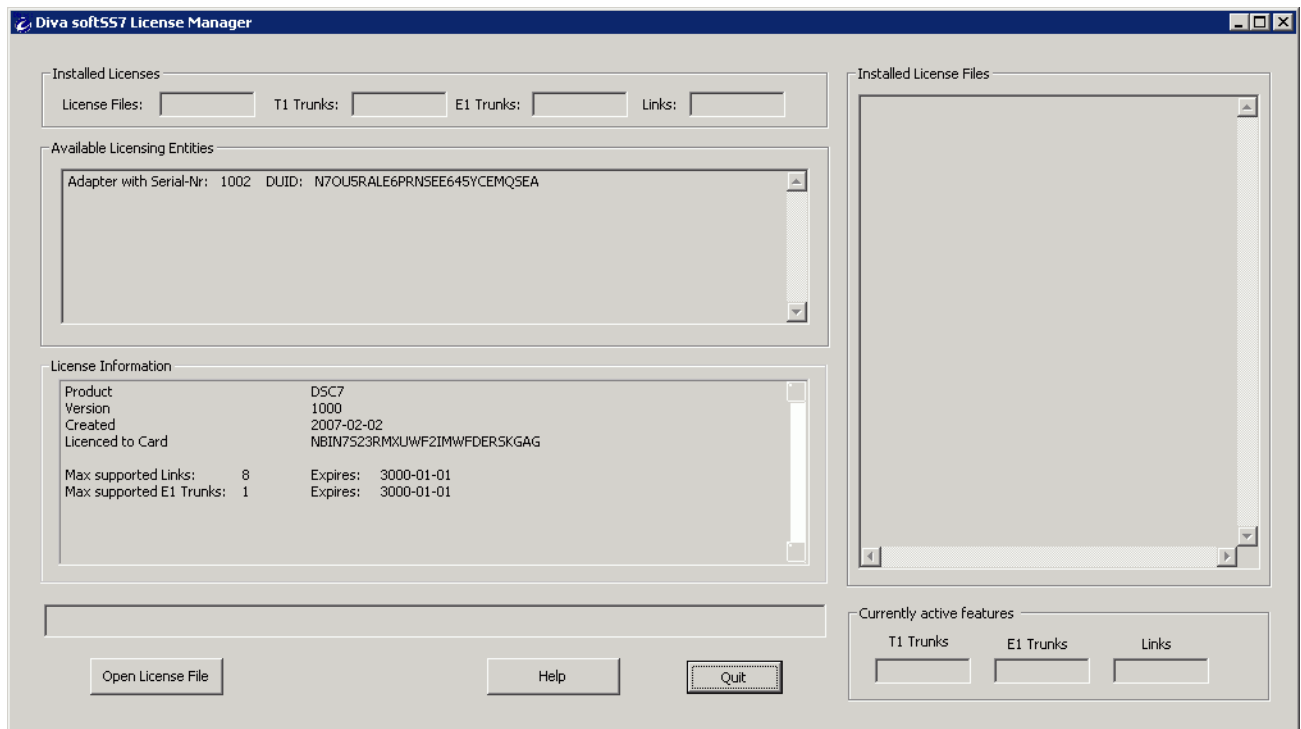 Diva softSS7 License Manager
Installed Licenses
License Files: T1 Trunks: E1 Trunks: Links:
Available Licensing Entities
Adapter with Serial-Nr: 1002 DUID: N7OU5RALE6PRNSEE645YCEMQSEA
License Information
Product DSC7
Version 1000
Created 2007-02-02
Licenced to Card NBIN7S23RMXUWF2IMWFDERSKGAG
Max supported Links: 8 Expires: 3000-01-01
Max supported E1 Trunks: 1 Expires: 3000-01-01
Open License File
Help
Quit
Installed License Files
Currently active features
T1 Trunks E1 Trunks Links